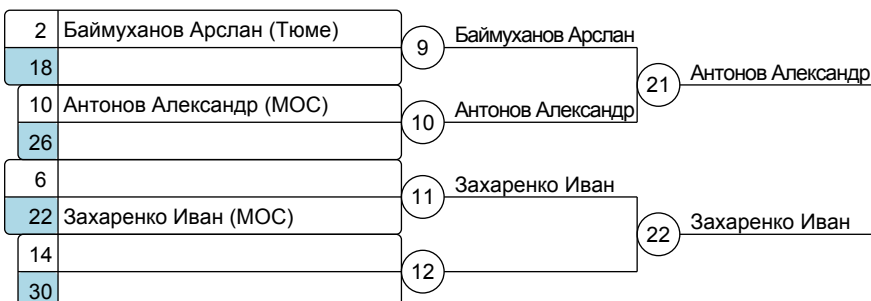 2 Баймуханов Арслан (Тюме)
18
9 Баймуханов Арслан
10 Антонов Александр (МОС)
26
10 Антонов Александр
21 Антонов Александр
6
22 Захаренко Иван (МОС)
11 Захаренко Иван
14
30
12
22 Захаренко Иван